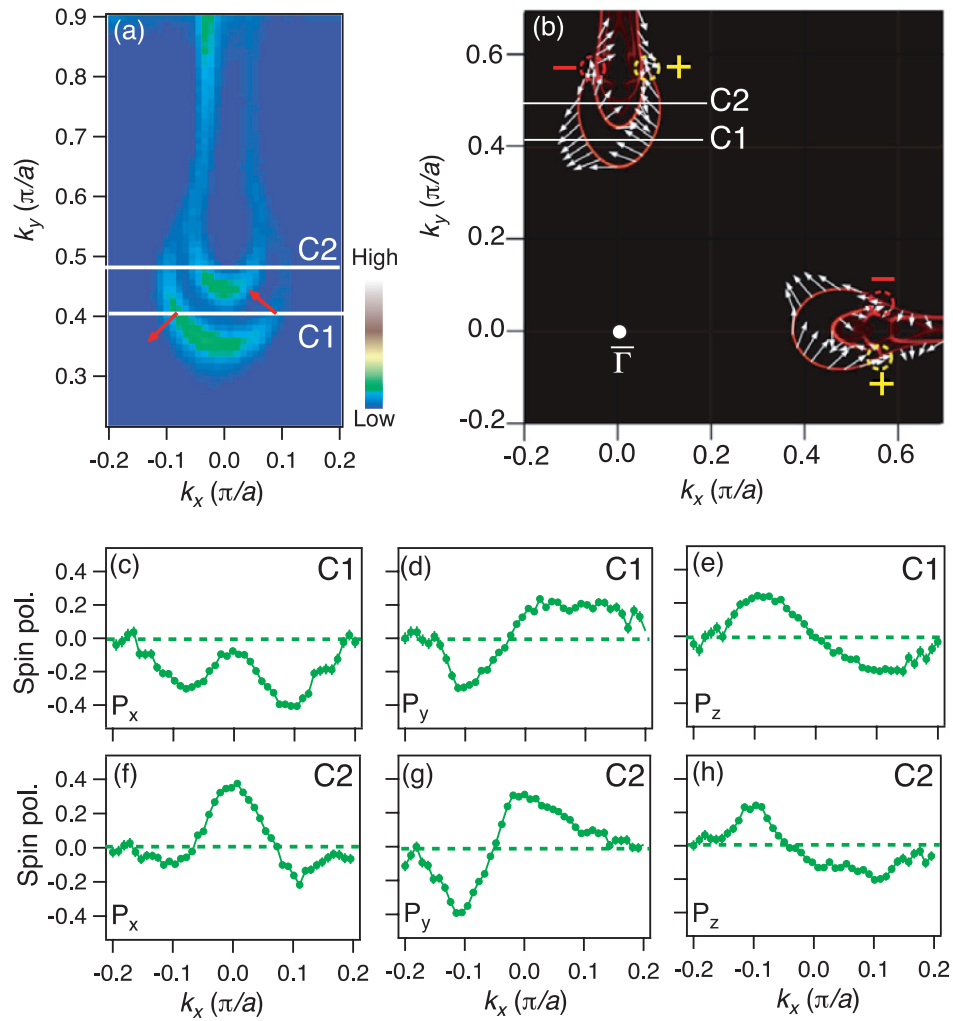 (a)
0.9
0.8
0.7
0.6
0.5
0.4
0.3
k_y (π/a)
C2
C1
High
Low
-0.2 -0.1 0.0 0.1 0.2
k_x (π/a)
(b)
0.6
0.4
0.2
0.0
-0.2
k_y (π/a)
− +
C2
C1
−
+
Γ̅
-0.2 0.0 0.2 0.4 0.6
k_x (π/a)
(c) C1
0.4
0.2
0.0
-0.2
-0.4
Spin pol.
P_x
(d) C1
P_y
(e) C1
P_z
(f) C2
0.4
0.2
0.0
-0.2
-0.4
Spin pol.
P_x
-0.2 -0.1 0.0 0.1 0.2
k_x (π/a)
(g) C2
P_y
-0.2 -0.1 0.0 0.1 0.2
k_x (π/a)
(h) C2
P_z
-0.2 -0.1 0.0 0.1 0.2
k_x (π/a)